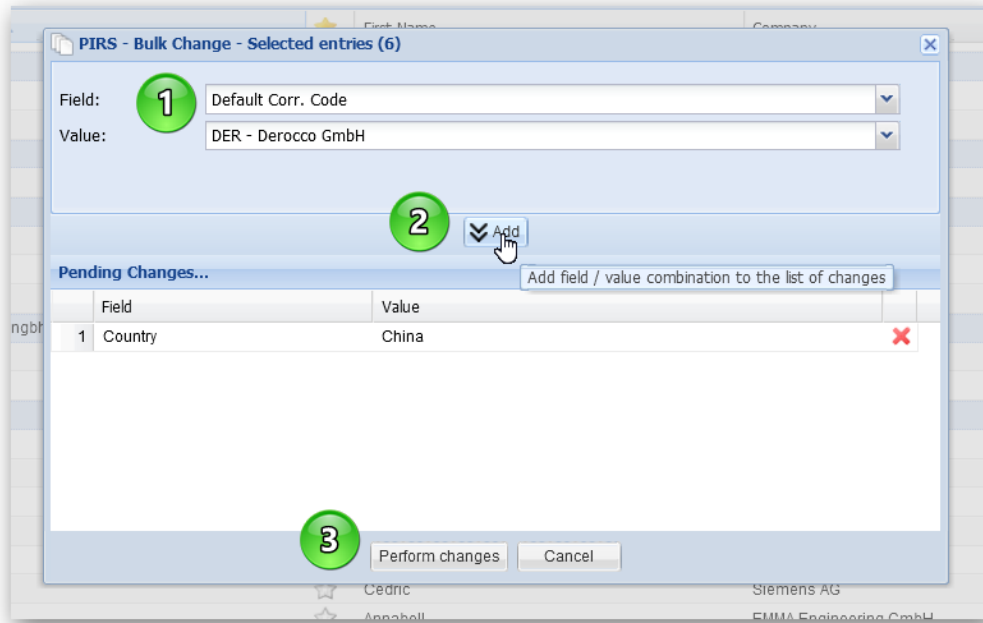 First Name Company
PIRS - Bulk Change - Selected entries (6)
1
Field: Default Corr. Code
Value: DER - Derocco GmbH
2
Add
Pending Changes...
Add field / value combination to the list of changes
Field Value
1 Country China
3
Perform changes Cancel
Cedric Siemens AG
Annabell EMMA Engineering GmbH